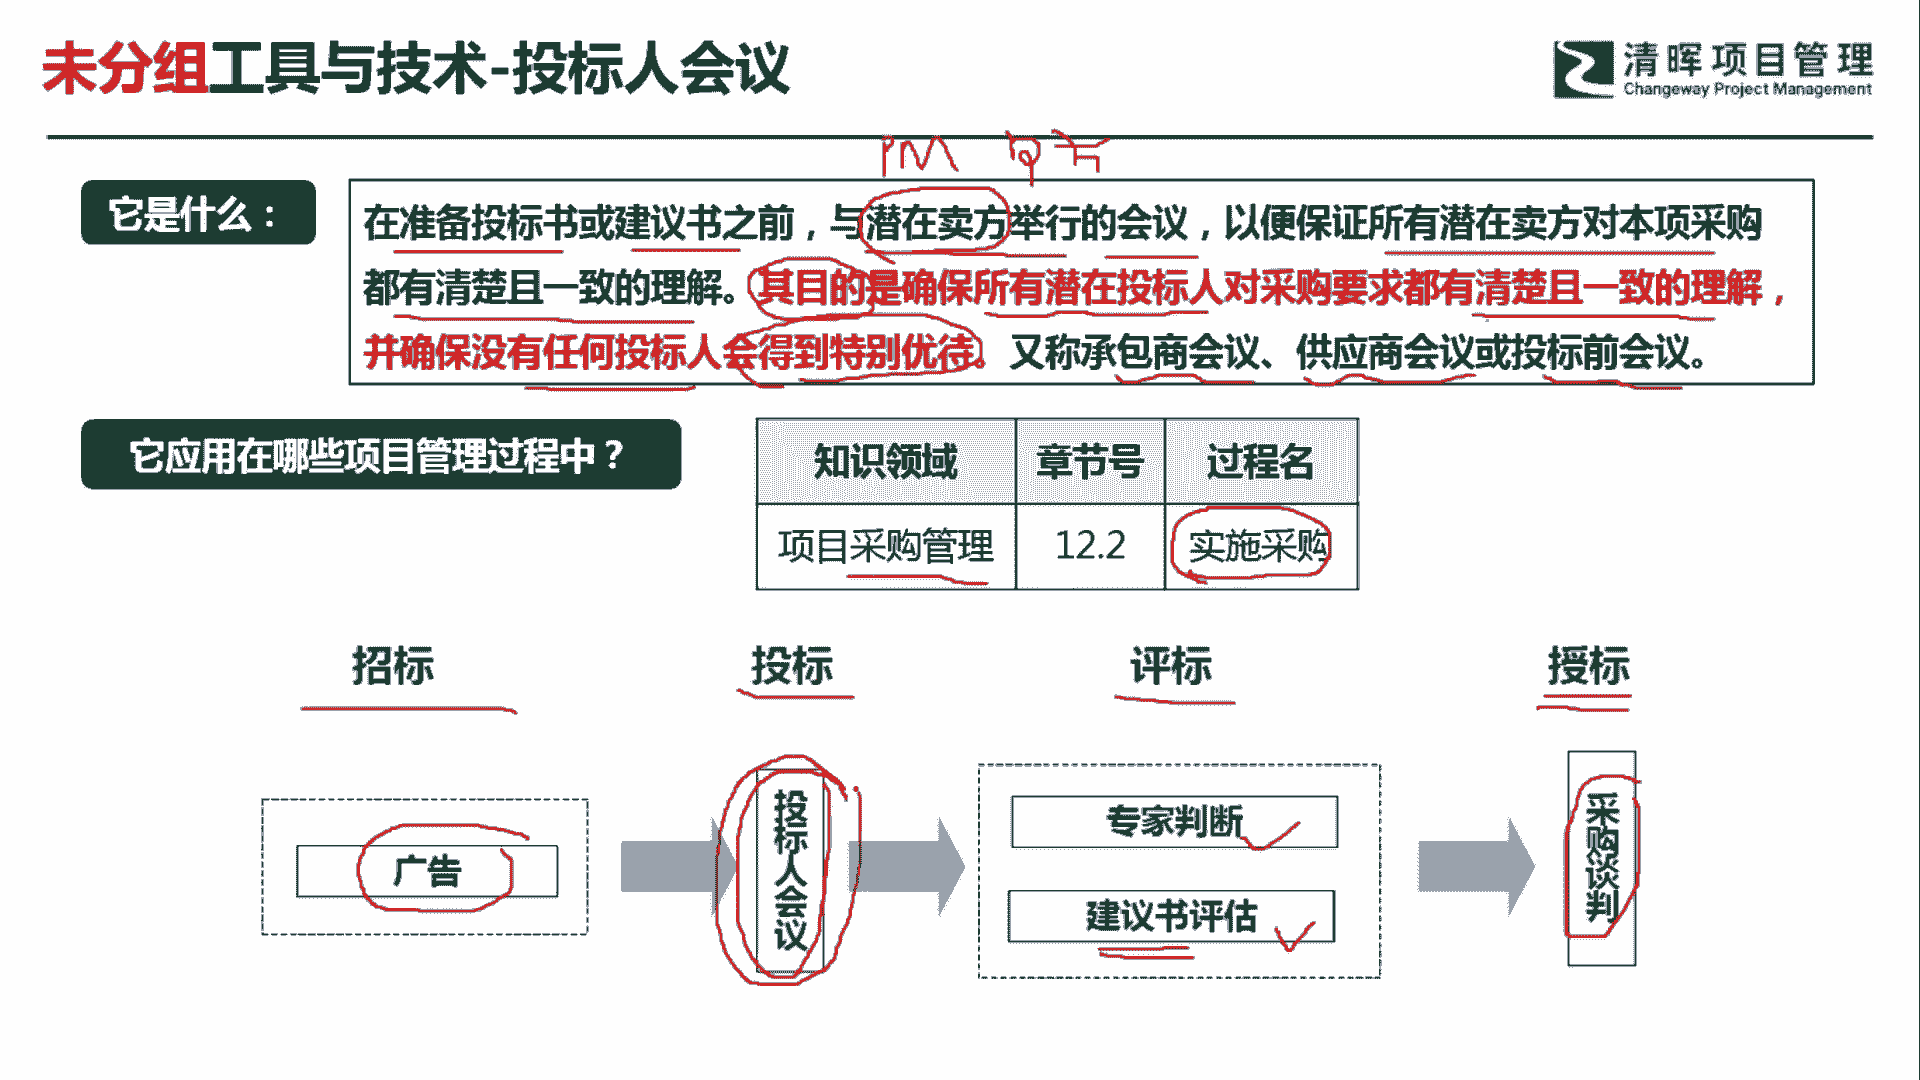 未分组工具与技术-投标人会议
清晖项目管理
Changeway Project Management
PM
它是什么：
在准备投标书或建议书之前，与潜在卖方举行的会议，以便保证所有潜在卖方对本项采购
都有清楚且一致的理解。其目的是确保所有潜在投标人对采购要求都有清楚且一致的理解，
并确保没有任何投标人会得到特别优待。又称承包商会议、供应商会议或投标前会议。
它应用在哪些项目管理过程中？
知识领域 章节号 过程名
项目采购管理 12.2 实施采购
招标 投标 评标 授标
广告
投标人会议
专家判断
建议书评估
采购谈判